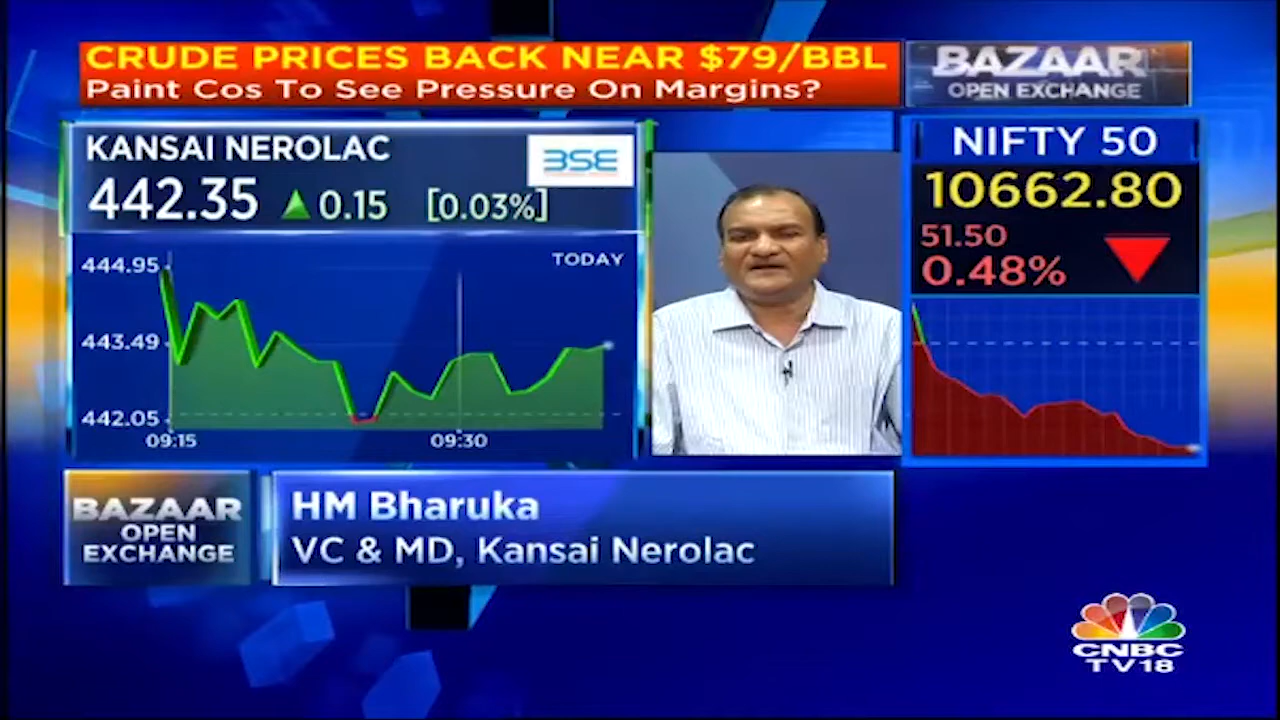 CRUDE PRICES BACK NEAR $79/BBL
Paint Cos To See Pressure On Margins?
BAZAAR
OPEN EXCHANGE
KANSAI NEROLAC
BSE
442.35 ▲ 0.15 [0.03%]
TODAY
444.95
443.49
442.05
09:15 09:30
NIFTY 50
10662.80
51.50
0.48%
BAZAAR
OPEN
EXCHANGE
HM Bharuka
VC & MD, Kansai Nerolac
CNBC
TV18